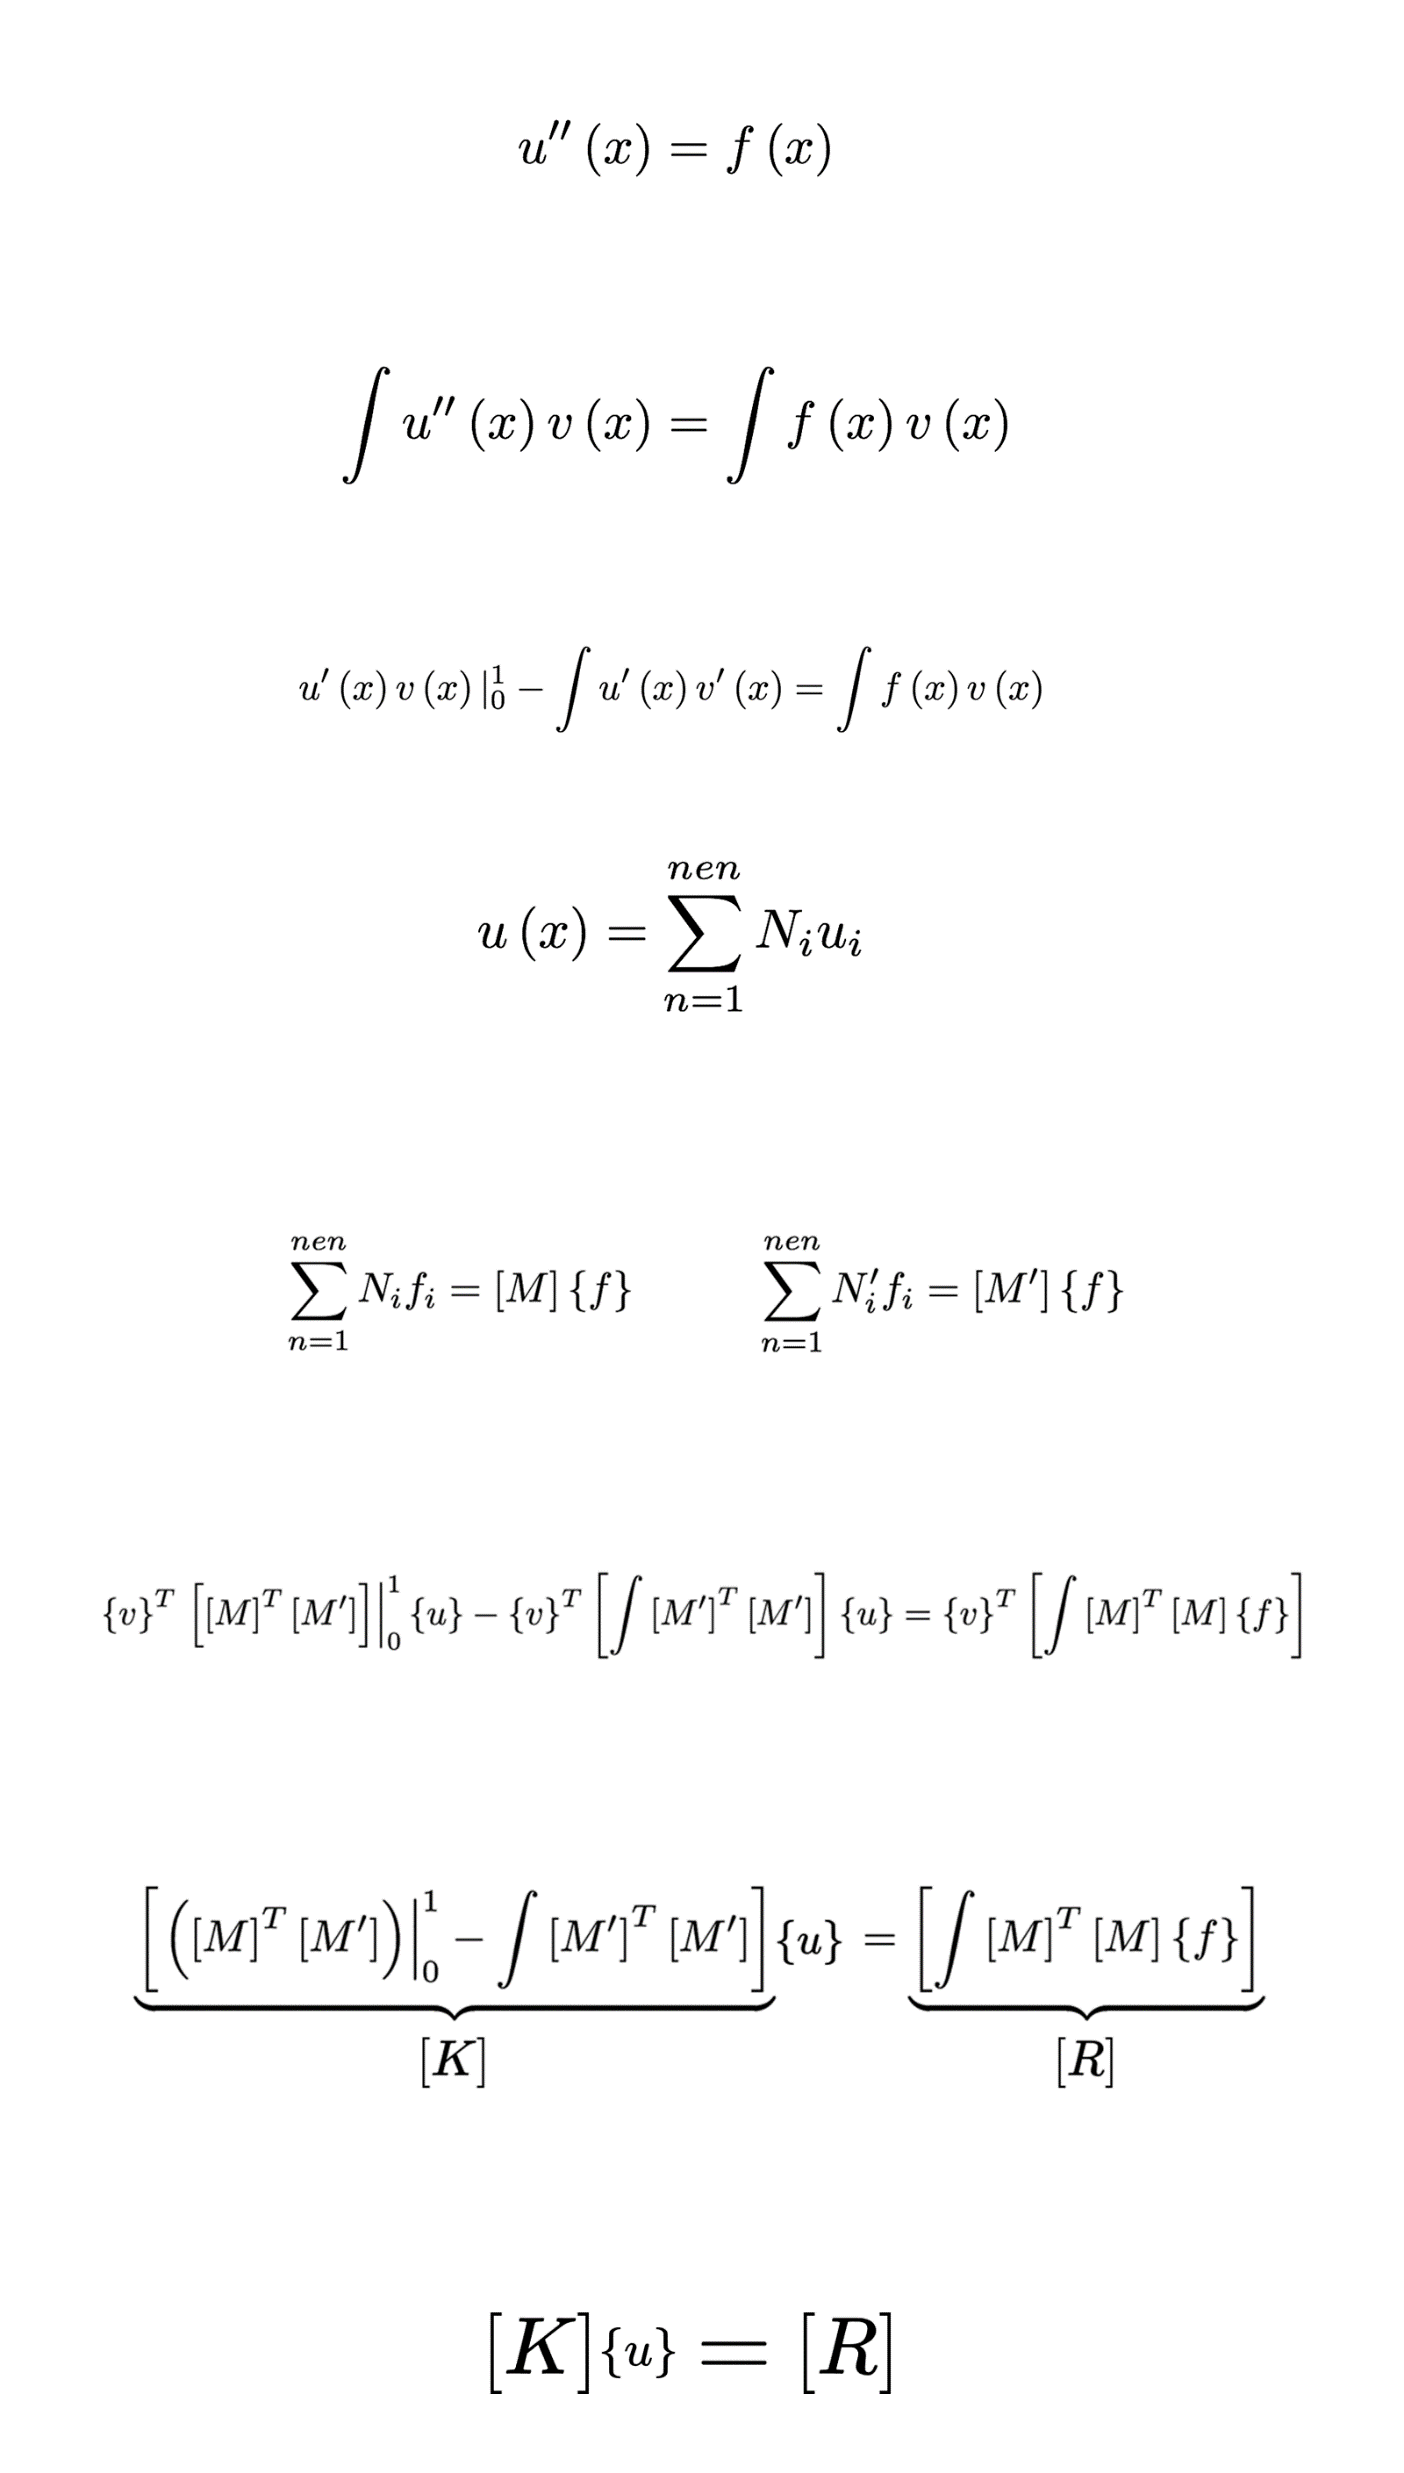 u′′ (x) = f (x)
∫ u′′ (x) v (x) = ∫ f (x) v (x)
u′ (x) v (x) |₀¹ − ∫ u′ (x) v′ (x) = ∫ f (x) v (x)
u (x) = ∑_{n=1}^{nen} N_i u_i
∑_{n=1}^{nen} N_i f_i = [M] {f}    ∑_{n=1}^{nen} N′_i f_i = [M′] {f}
{v}^T [[M]^T [M′]]|₀¹ {u} − {v}^T [∫ [M′]^T [M′]] {u} = {v}^T [∫ [M]^T [M] {f}]
[([M]^T [M′])|₀¹ − ∫ [M′]^T [M′]] {u} = [∫ [M]^T [M] {f}]
[K] [R]
[K]{u} = [R]